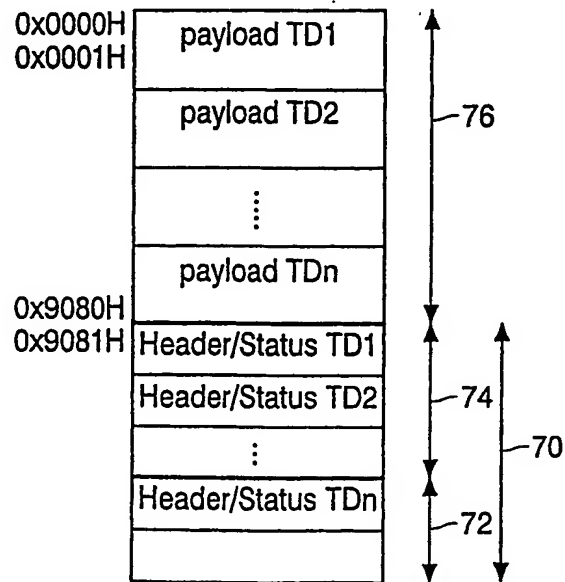 0x0000H
0x0001H
payload TD1
payload TD2
76
payload TDn
0x9080H
0x9081H
Header/Status TD1
Header/Status TD2
74
70
Header/Status TDn
72